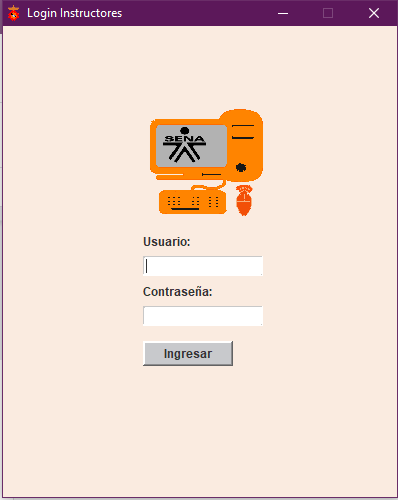 Login Instructores
SENA
Usuario:
Contraseña:
Ingresar